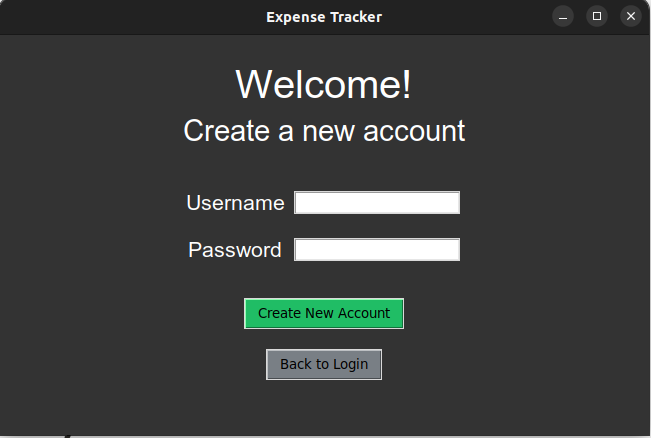 Expense Tracker
Welcome!
Create a new account
Username
Password
Create New Account
Back to Login